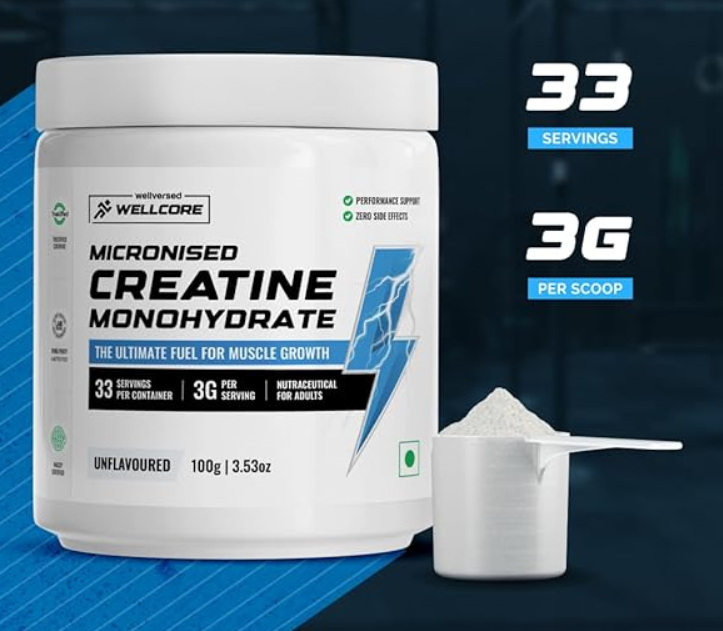 33
SERVINGS
3G
PER SCOOP
wellversed
WELLCORE
PERFORMANCE SUPPORT
ZERO SIDE EFFECTS
MICRONISED
CREATINE
MONOHYDRATE
THE ULTIMATE FUEL FOR MUSCLE GROWTH
33 SERVINGS PER CONTAINER | 3G PER SERVING | NUTRACEUTICAL FOR ADULTS
UNFLAVOURED 100g | 3.53oz